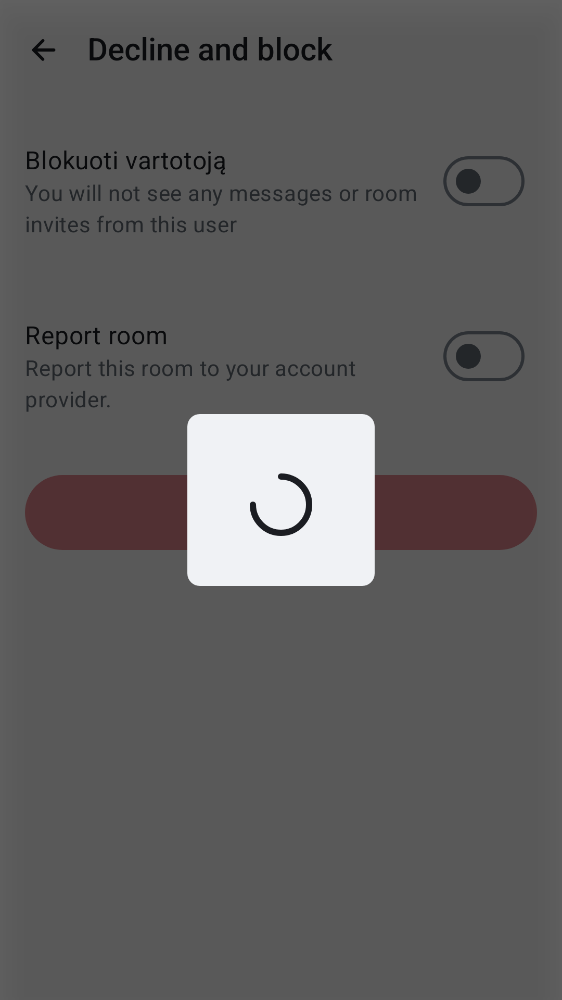 Decline and block
Blokuoti vartotoją
You will not see any messages or room
invites from this user
Report room
Report this room to your account
provider.